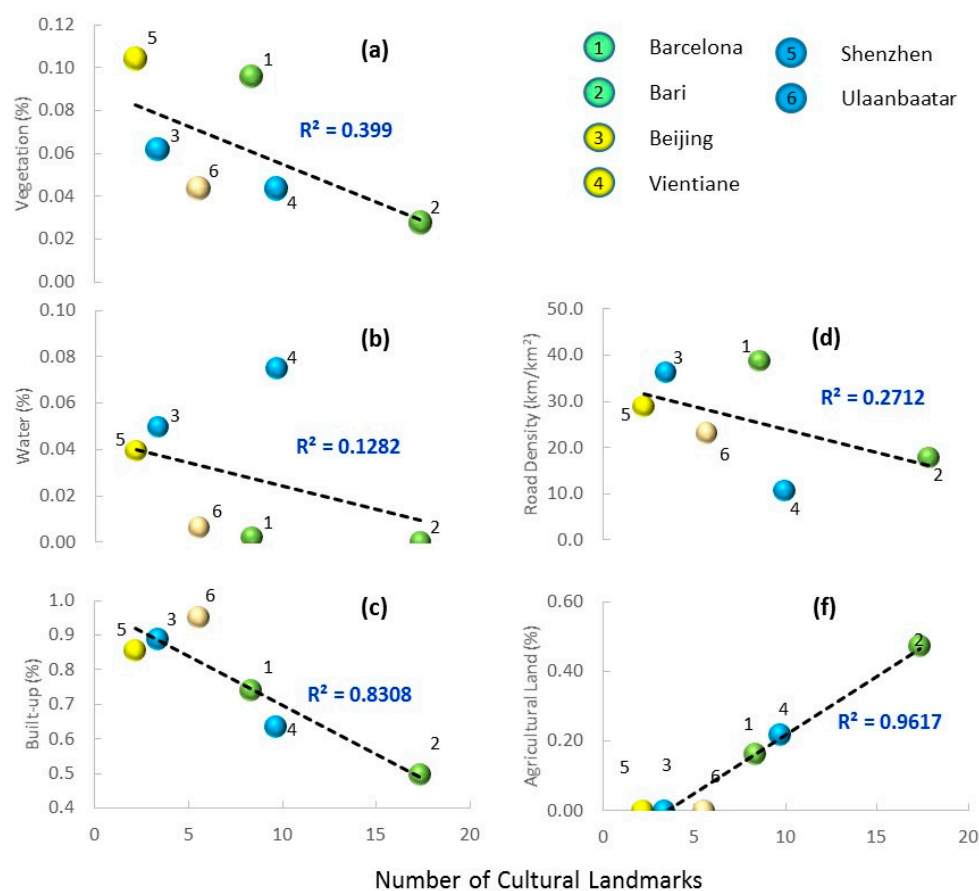 0.12
0.10
0.08
0.06
0.04
0.02
0.00
Vegetation (%)
(a)
5
1
3
6
4
2
R² = 0.399
1 Barcelona
2 Bari
3 Beijing
4 Vientiane
5 Shenzhen
6 Ulaanbaatar
0.10
0.08
0.06
0.04
0.02
0.00
Water (%)
(b)
4
3
5
6
1
2
R² = 0.1282
50.0
40.0
30.0
20.0
10.0
0.0
Road Density (km/km²)
(d)
1
3
5
6
4
2
R² = 0.2712
1.0
0.9
0.8
0.7
0.6
0.5
0.4
Built-up (%)
(c)
6
3
5
1
4
2
R² = 0.8308
0 5 10 15 20
0.60
0.40
0.20
0.00
Agricultural Land (%)
(f)
2
4
1
5
3
6
R² = 0.9617
0 5 10 15 20
Number of Cultural Landmarks